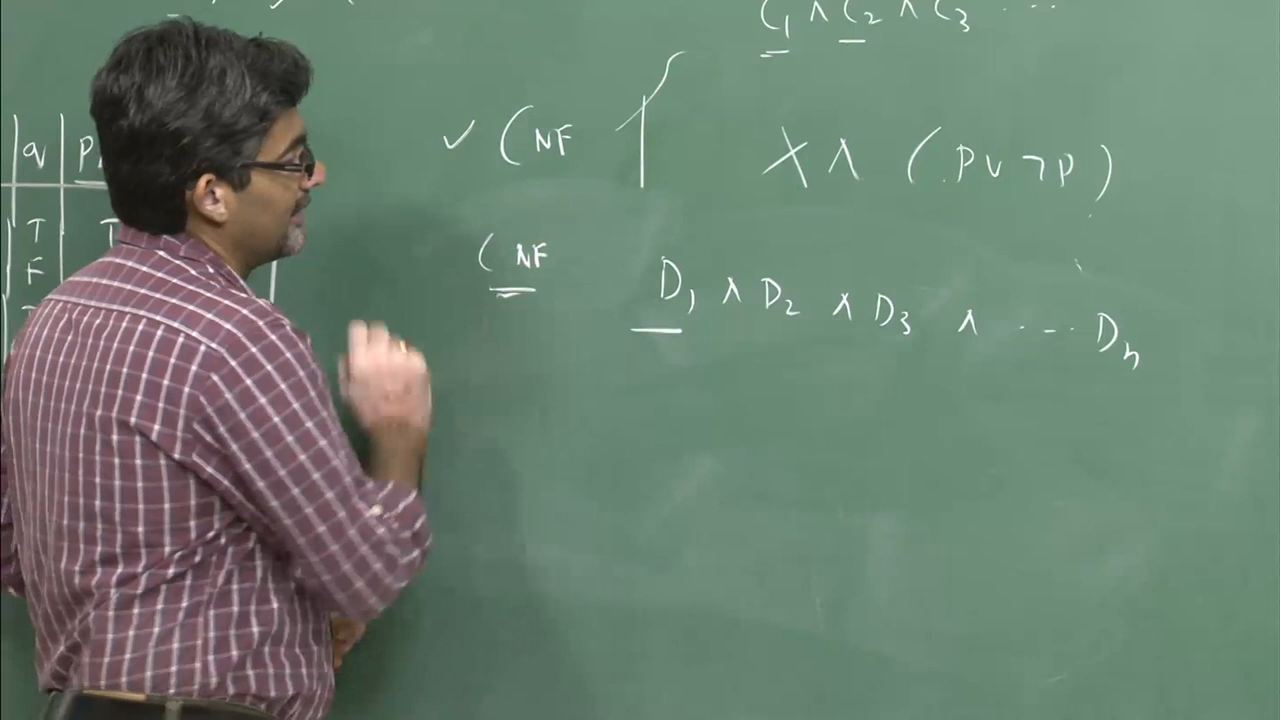 C₁ ∧ C₂ ∧ C₃ ...
✓ CNF
X ∧ (P ∨ ¬P)
CNF
D₁ ∧ D₂ ∧ D₃ ∧ ... Dₙ
q
P
T
T
F